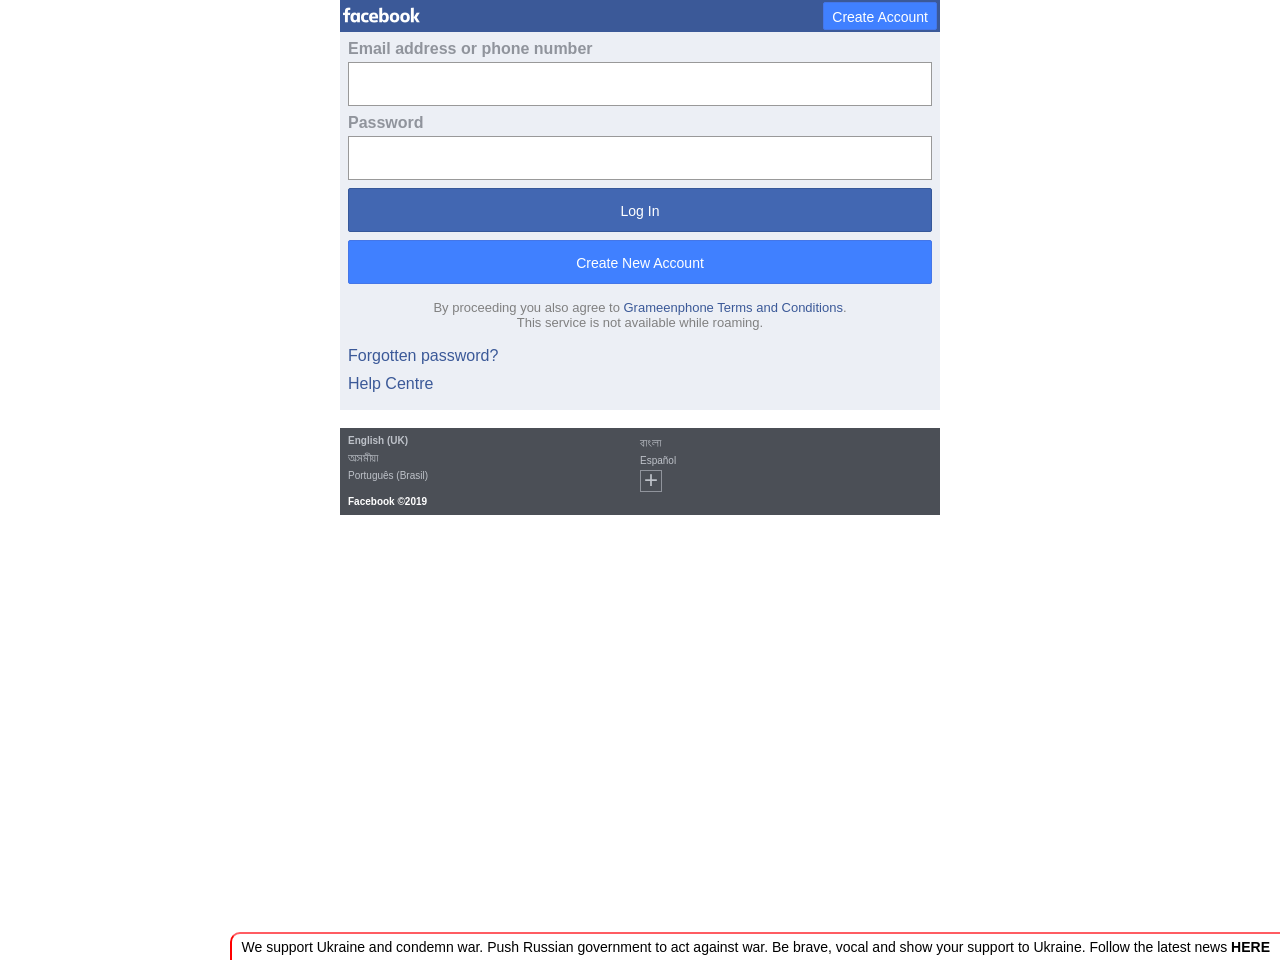 facebook
Create Account
Email address or phone number
Password
Log In
Create New Account
By proceeding you also agree to Grameenphone Terms and Conditions.
This service is not available while roaming.
Forgotten password?
Help Centre
English (UK)
বাংলা
অসমীয়া
Español
Português (Brasil)
+
Facebook ©2019
We support Ukraine and condemn war. Push Russian government to act against war. Be brave, vocal and show your support to Ukraine. Follow the latest news HERE